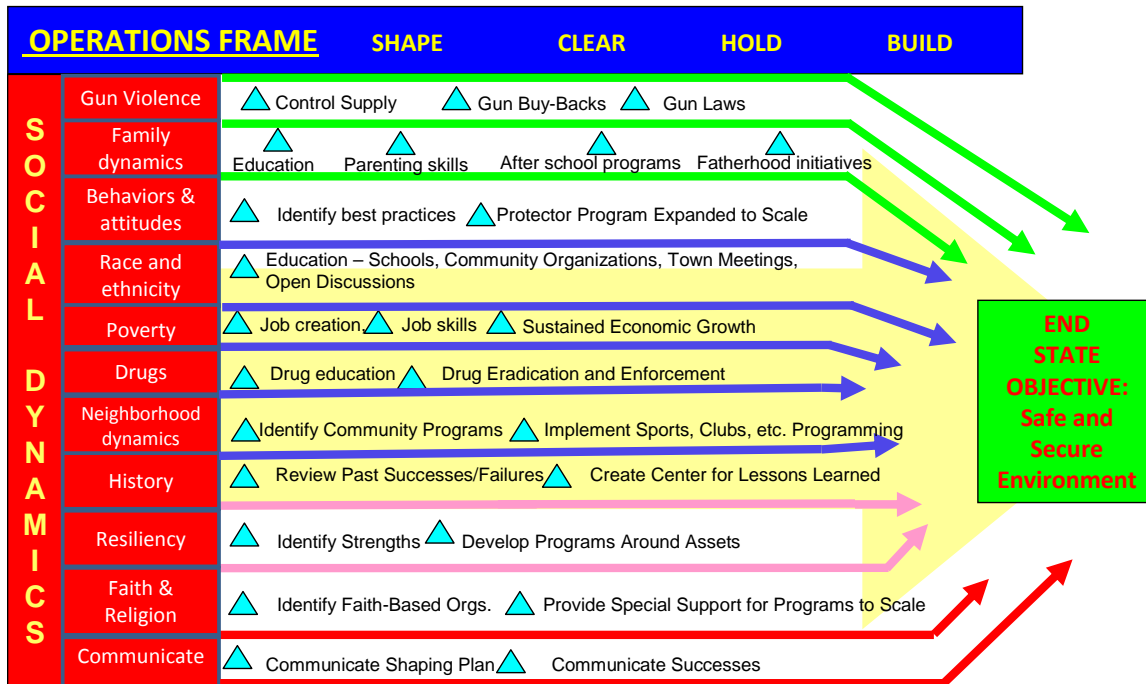 OPERATIONS FRAME SHAPE CLEAR HOLD BUILD
SOCIAL DYNAMICS
Gun Violence
Control Supply Gun Buy-Backs Gun Laws
Family
dynamics
Education Parenting skills After school programs Fatherhood initiatives
Behaviors &
attitudes
Identify best practices Protector Program Expanded to Scale
Race and
ethnicity
Education – Schools, Community Organizations, Town Meetings,
Open Discussions
Poverty
Job creation, Job skills Sustained Economic Growth
Drugs
Drug education Drug Eradication and Enforcement
Neighborhood
dynamics
Identify Community Programs Implement Sports, Clubs, etc. Programming
History
Review Past Successes/Failures Create Center for Lessons Learned
Resiliency
Identify Strengths Develop Programs Around Assets
Faith &
Religion
Identify Faith-Based Orgs. Provide Special Support for Programs to Scale
Communicate
Communicate Shaping Plan Communicate Successes
END
STATE
OBJECTIVE:
Safe and
Secure
Environment